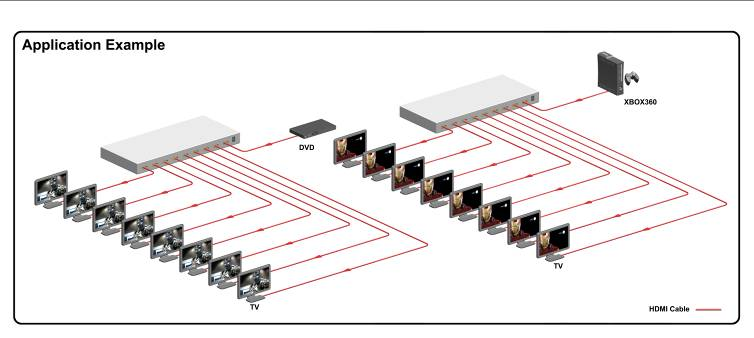 Application Example
XBOX360
DVD
TV
TV
HDMI Cable